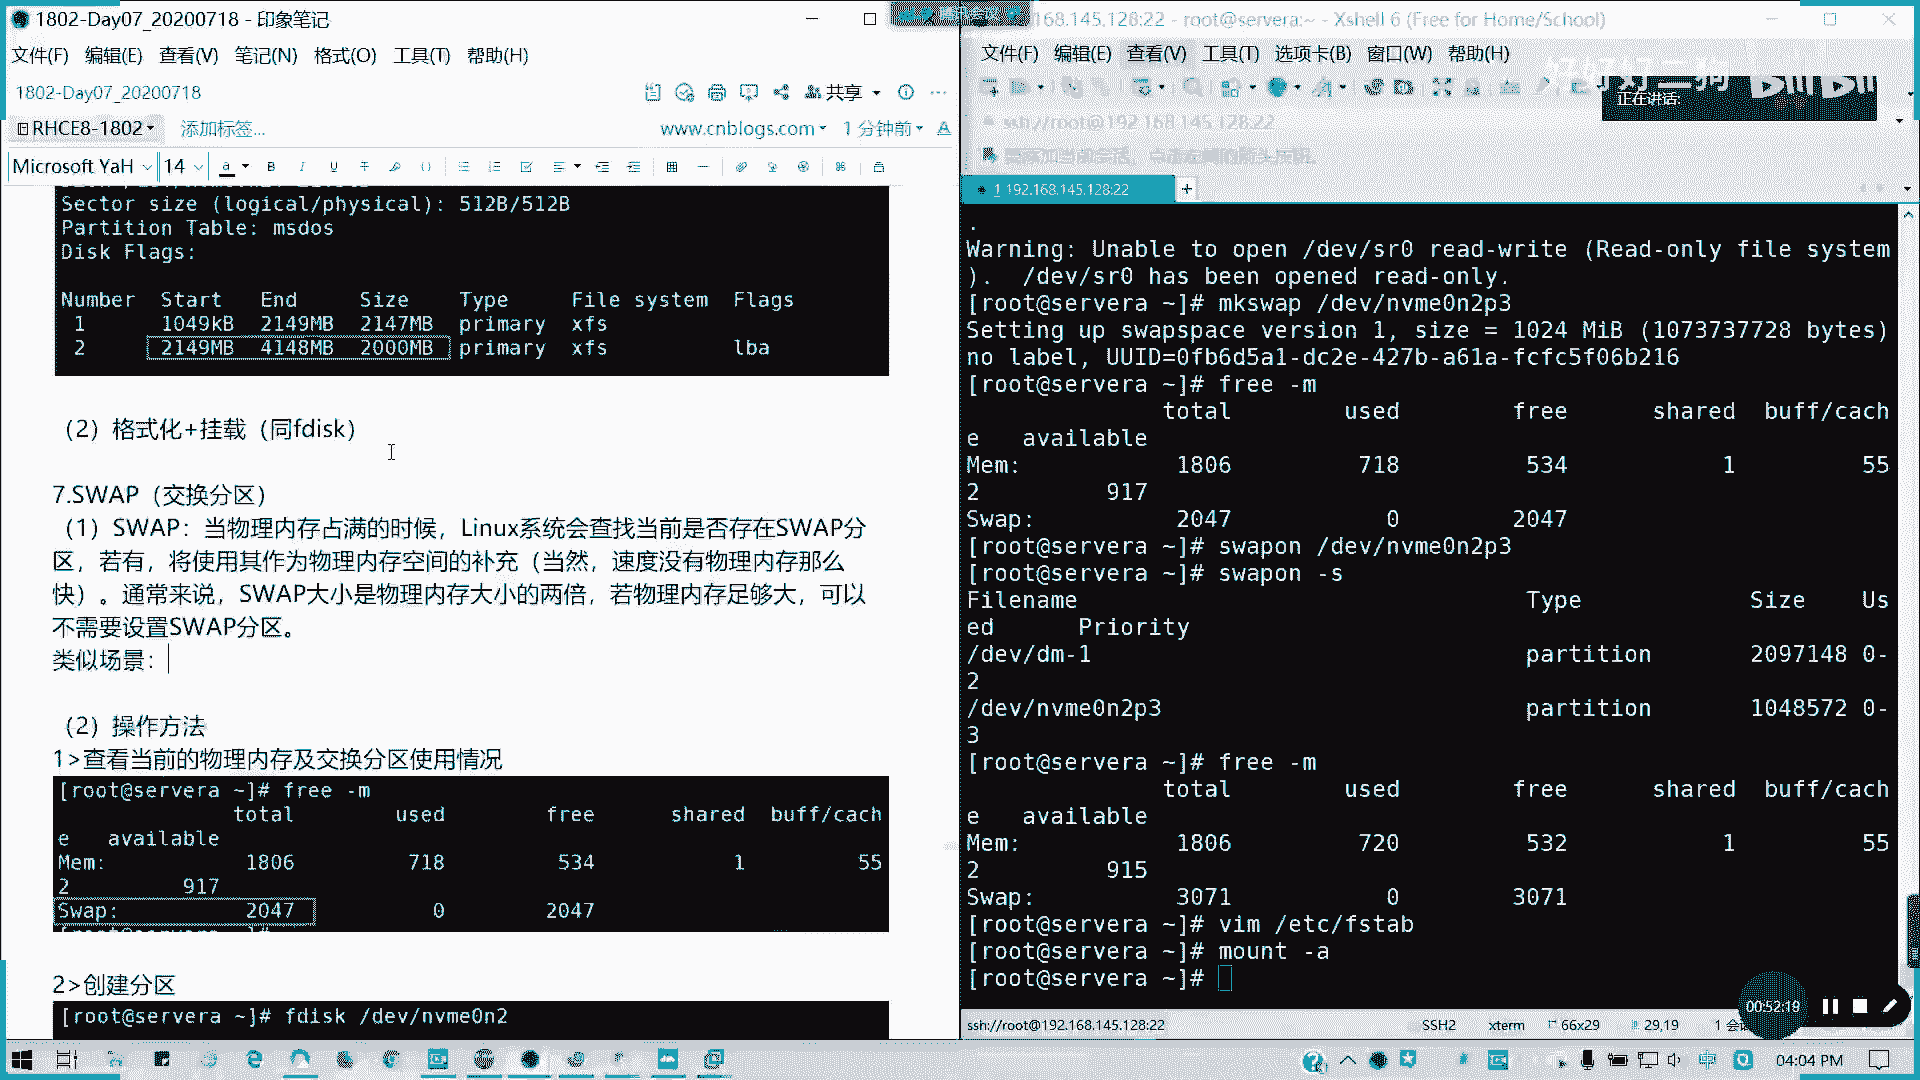 1802-Day07_20200718 - 印象笔记
文件(F) 编辑(E) 查看(V) 笔记(N) 格式(O) 工具(T) 帮助(H)
1802-Day07_20200718
共享
RHCE8-1802
添加标签...
www.cnblogs.com
1 分钟前
Microsoft YaH
14
Sector size (logical/physical): 512B/512B
Partition Table: msdos
Disk Flags:
Number Start End Size Type File system Flags
1 1049kB 2149MB 2147MB primary xfs
2 2149MB 4148MB 2000MB primary xfs lba
（2）格式化+挂载（同fdisk）
7.SWAP（交换分区）
（1）SWAP：当物理内存占满的时候，Linux系统会查找当前是否存在SWAP分
区，若有，将使用其作为物理内存空间的补充（当然，速度没有物理内存那么
快）。通常来说，SWAP大小是物理内存大小的两倍，若物理内存足够大，可以
不需要设置SWAP分区。
类似场景：
（2）操作方法
1>查看当前的物理内存及交换分区使用情况
[root@servera ~]# free -m
total used free shared buff/cach
e available
Mem: 1806 718 534 1 55
2 917
Swap: 2047 0 2047
2>创建分区
[root@servera ~]# fdisk /dev/nvme0n2
168.145.128:22 - root@servera:~ - Xshell 6 (Free for Home/School)
文件(F) 编辑(E) 查看(V) 工具(T) 选项卡(B) 窗口(W) 帮助(H)
正在讲话:
ssh://root@192.168.145.128:22
1 192.168.145.128:22
.
Warning: Unable to open /dev/sr0 read-write (Read-only file system
). /dev/sr0 has been opened read-only.
[root@servera ~]# mkswap /dev/nvme0n2p3
Setting up swapspace version 1, size = 1024 MiB (1073737728 bytes)
no label, UUID=0fb6d5a1-dc2e-427b-a61a-fcfc5f06b216
[root@servera ~]# free -m
total used free shared buff/cach
e available
Mem: 1806 718 534 1 55
2 917
Swap: 2047 0 2047
[root@servera ~]# swapon /dev/nvme0n2p3
[root@servera ~]# swapon -s
Filename Type Size Us
ed Priority
/dev/dm-1 partition 2097148 0-
2
/dev/nvme0n2p3 partition 1048572 0-
3
[root@servera ~]# free -m
total used free shared buff/cach
e available
Mem: 1806 720 532 1 55
2 915
Swap: 3071 0 3071
[root@servera ~]# vim /etc/fstab
[root@servera ~]# mount -a
[root@servera ~]#
00:52:19
ssh://root@192.168.145.128:22
SSH2 xterm 66x29 29,19
04:04 PM